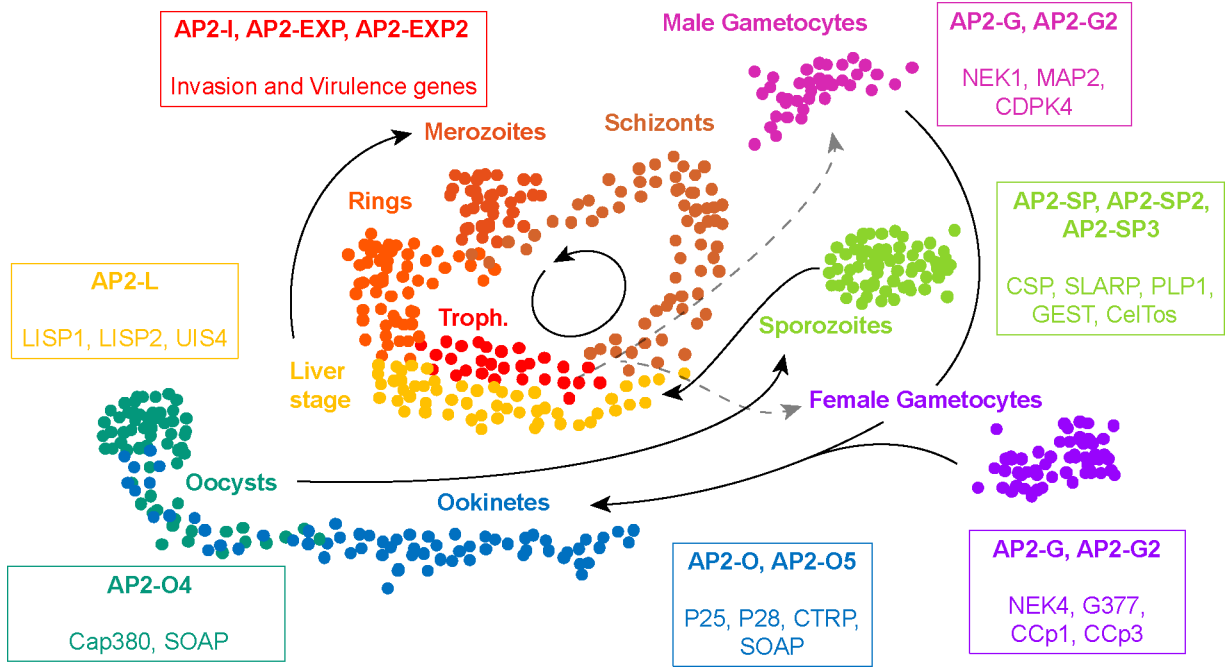 AP2-I, AP2-EXP, AP2-EXP2
Invasion and Virulence genes
Male Gametocytes
AP2-G, AP2-G2
NEK1, MAP2,
CDPK4
Merozoites
Schizonts
Rings
AP2-SP, AP2-SP2,
AP2-SP3
CSP, SLARP, PLP1,
GEST, CelTos
AP2-L
LISP1, LISP2, UIS4
Troph.
Sporozoites
Liver
stage
Female Gametocytes
Oocysts
Ookinetes
AP2-O4
Cap380, SOAP
AP2-O, AP2-O5
P25, P28, CTRP,
SOAP
AP2-G, AP2-G2
NEK4, G377,
CCp1, CCp3